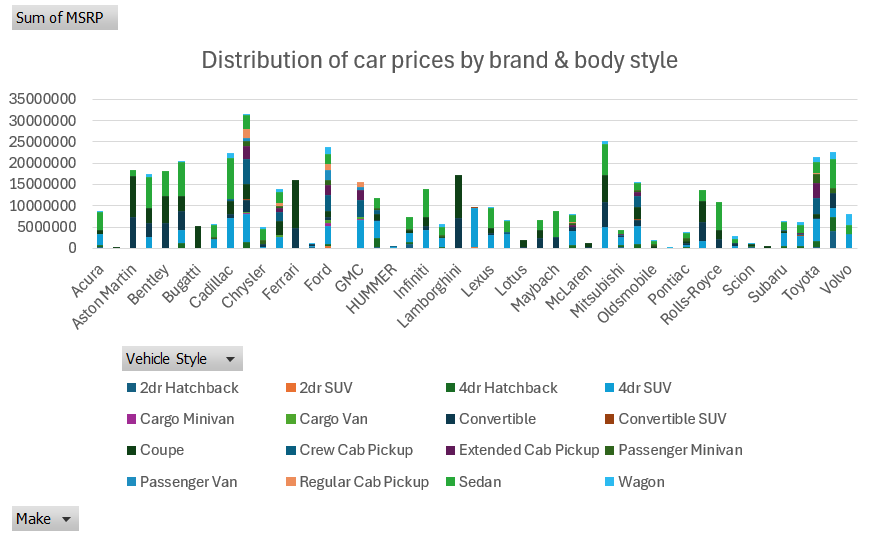 Sum of MSRP
Distribution of car prices by brand & body style
35000000
30000000
25000000
20000000
15000000
10000000
5000000
0
Acura
Aston Martin
Bentley
Bugatti
Cadillac
Chrysler
Ferrari
Ford
GMC
HUMMER
Infiniti
Lamborghini
Lexus
Lotus
Maybach
McLaren
Mitsubishi
Oldsmobile
Pontiac
Rolls-Royce
Scion
Subaru
Toyota
Volvo
Vehicle Style
2dr Hatchback 2dr SUV 4dr Hatchback 4dr SUV
Cargo Minivan Cargo Van Convertible Convertible SUV
Coupe Crew Cab Pickup Extended Cab Pickup Passenger Minivan
Passenger Van Regular Cab Pickup Sedan Wagon
Make